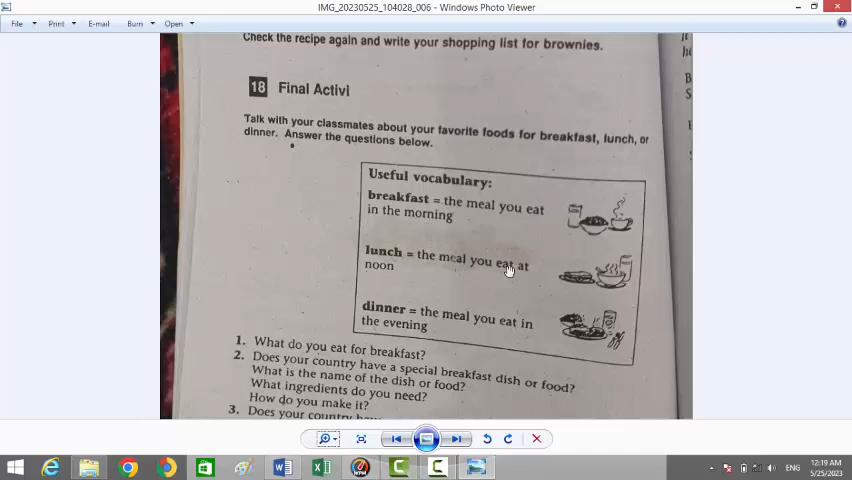 IMG_20230525_104028_006 - Windows Photo Viewer
File Print E-mail Burn Open
Check the recipe again and write your shopping list for brownies.
18 Final Activi
Talk with your classmates about your favorite foods for breakfast, lunch, or
dinner. Answer the questions below.
Useful vocabulary:
breakfast = the meal you eat
in the morning
lunch = the meal you eat at
noon
dinner = the meal you eat in
the evening
1. What do you eat for breakfast?
2. Does your country have a special breakfast dish or food?
What is the name of the dish or food?
What ingredients do you need?
How do you make it?
3. Does your country
ENG
12:19 AM
5/25/2023